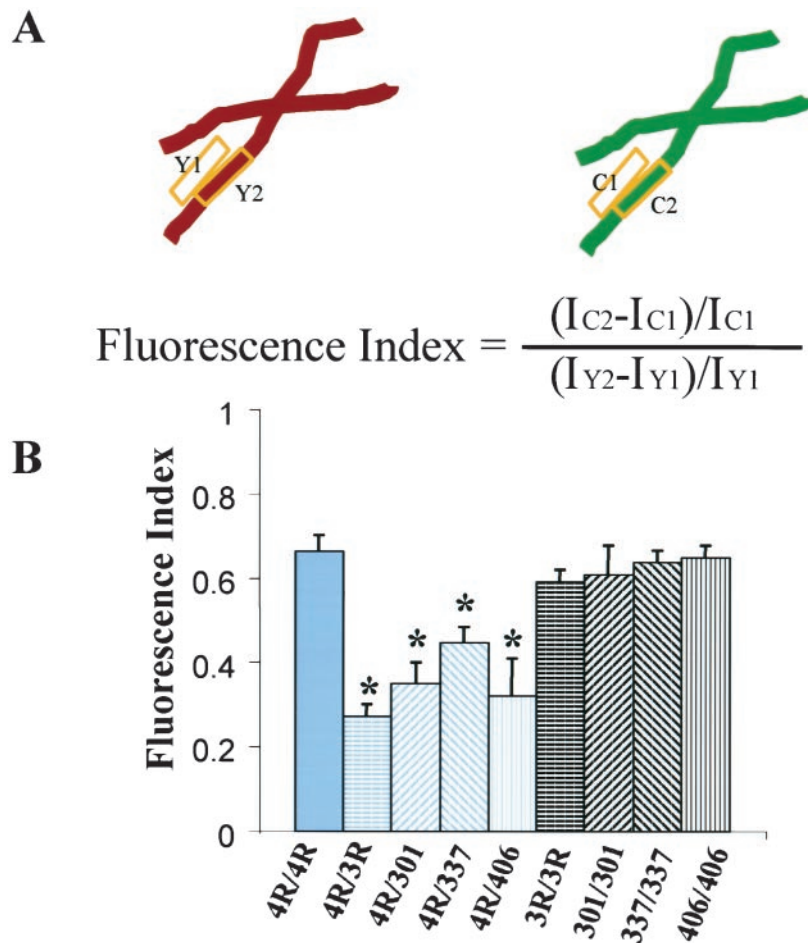 A
Y1
Y2
C1
C2
Fluorescence Index = (IC2-IC1)/IC1
(IY2-IY1)/IY1
B
Fluorescence Index
1
0.8
0.6
0.4
0.2
0
* * * *
4R/4R
4R/3R
4R/301
4R/337
4R/406
3R/3R
301/301
337/337
406/406